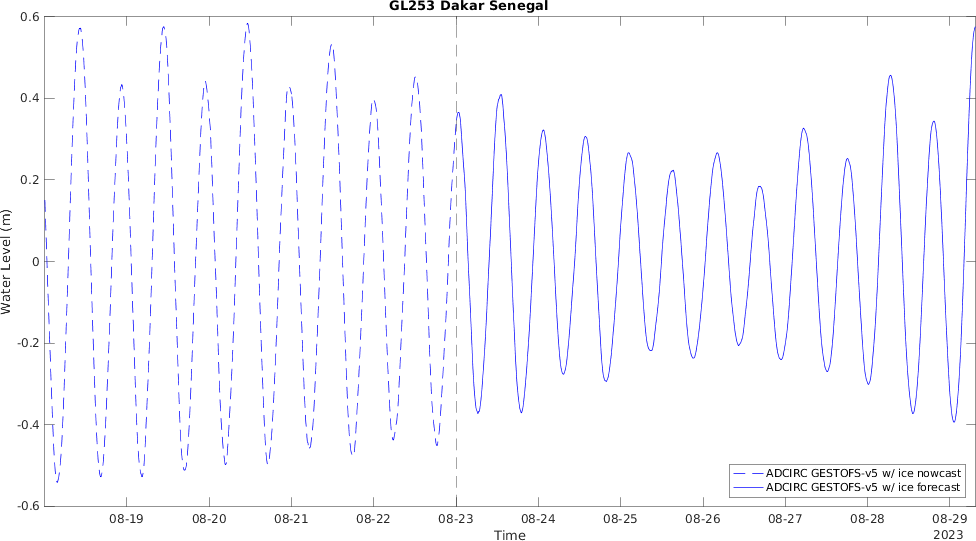 GL253 Dakar Senegal
0.6
0.4
0.2
0
-0.2
-0.4
-0.6
Water Level (m)
ADCIRC GESTOFS-v5 w/ ice nowcast
ADCIRC GESTOFS-v5 w/ ice forecast
08-19 08-20 08-21 08-22 08-23 08-24 08-25 08-26 08-27 08-28 08-29
2023
Time